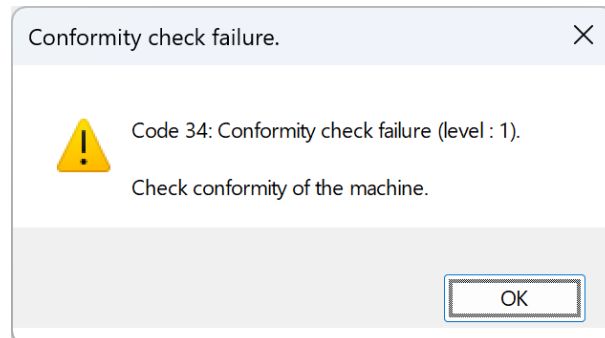 Conformity check failure.
Code 34: Conformity check failure (level : 1).
Check conformity of the machine.
OK